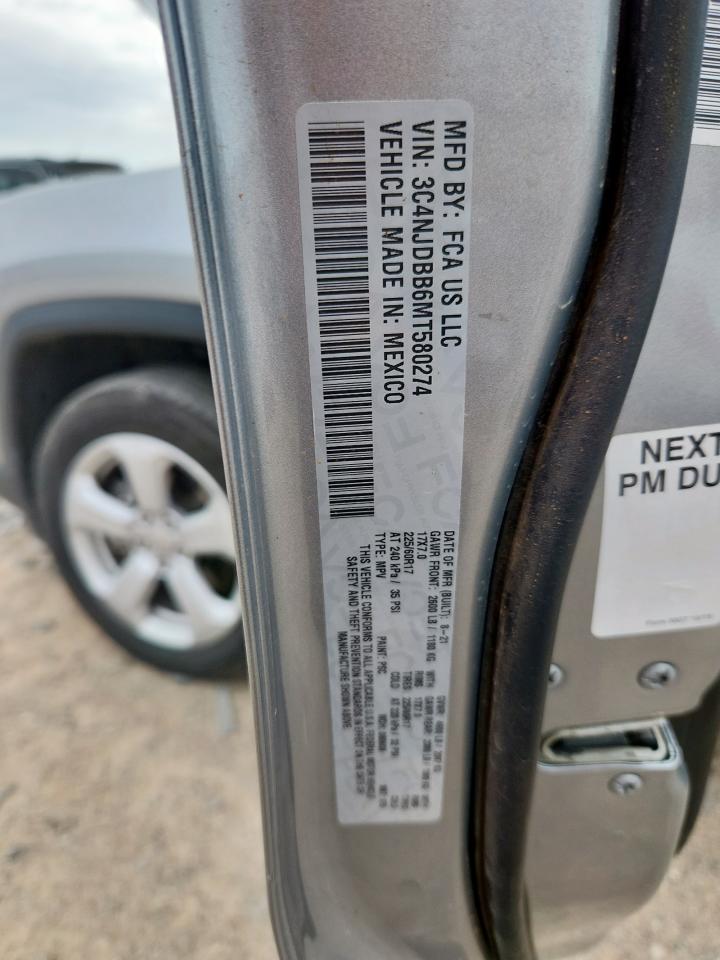 MFD BY: FCA US LLC
VIN: 3C4NJDBB6MT580274
VEHICLE MADE IN: MEXICO
DATE OF MFR (BUILT): 8-21
GAWR FRONT: 2600 LB / 1180 KG WITH
17X7.0
225/60R17
AT 240 kPa / 35 PSI
TYPE: MPV PAINT: PSC
THIS VEHICLE CONFORMS TO ALL APPLICABLE U.S.A. FEDERAL MOTOR VEHICLE
SAFETY AND THEFT PREVENTION STANDARDS IN EFFECT ON THE DATE OF
MANUFACTURE SHOWN ABOVE.
NEXT
PM DU